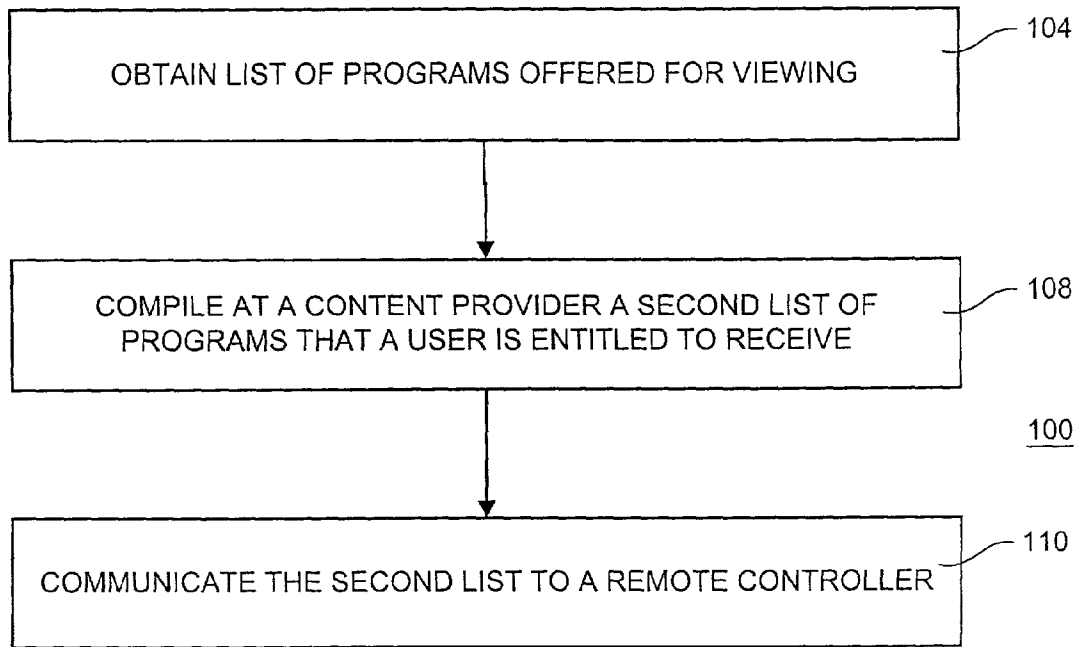 104
OBTAIN LIST OF PROGRAMS OFFERED FOR VIEWING
108
COMPILE AT A CONTENT PROVIDER A SECOND LIST OF
PROGRAMS THAT A USER IS ENTITLED TO RECEIVE
100
110
COMMUNICATE THE SECOND LIST TO A REMOTE CONTROLLER